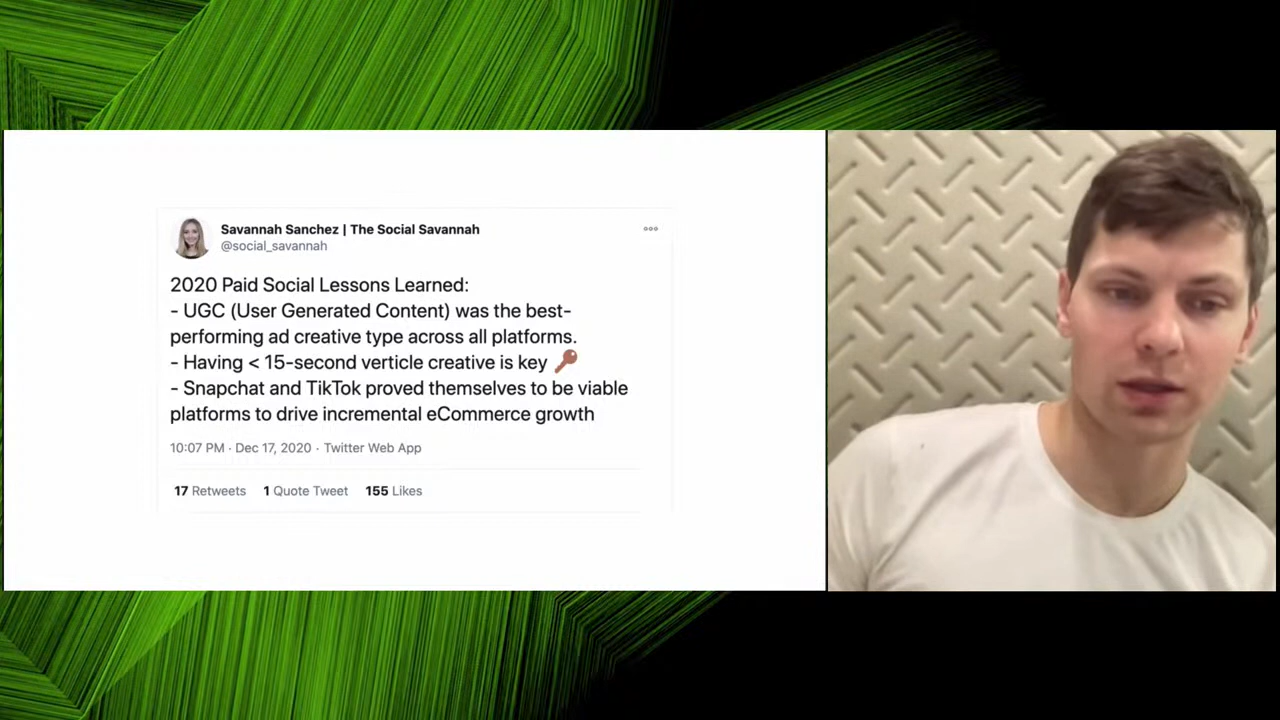 Savannah Sanchez | The Social Savannah
@social_savannah
2020 Paid Social Lessons Learned:
- UGC (User Generated Content) was the best-
performing ad creative type across all platforms.
- Having < 15-second verticle creative is key 🔑
- Snapchat and TikTok proved themselves to be viable
platforms to drive incremental eCommerce growth
10:07 PM · Dec 17, 2020 · Twitter Web App
17 Retweets 1 Quote Tweet 155 Likes